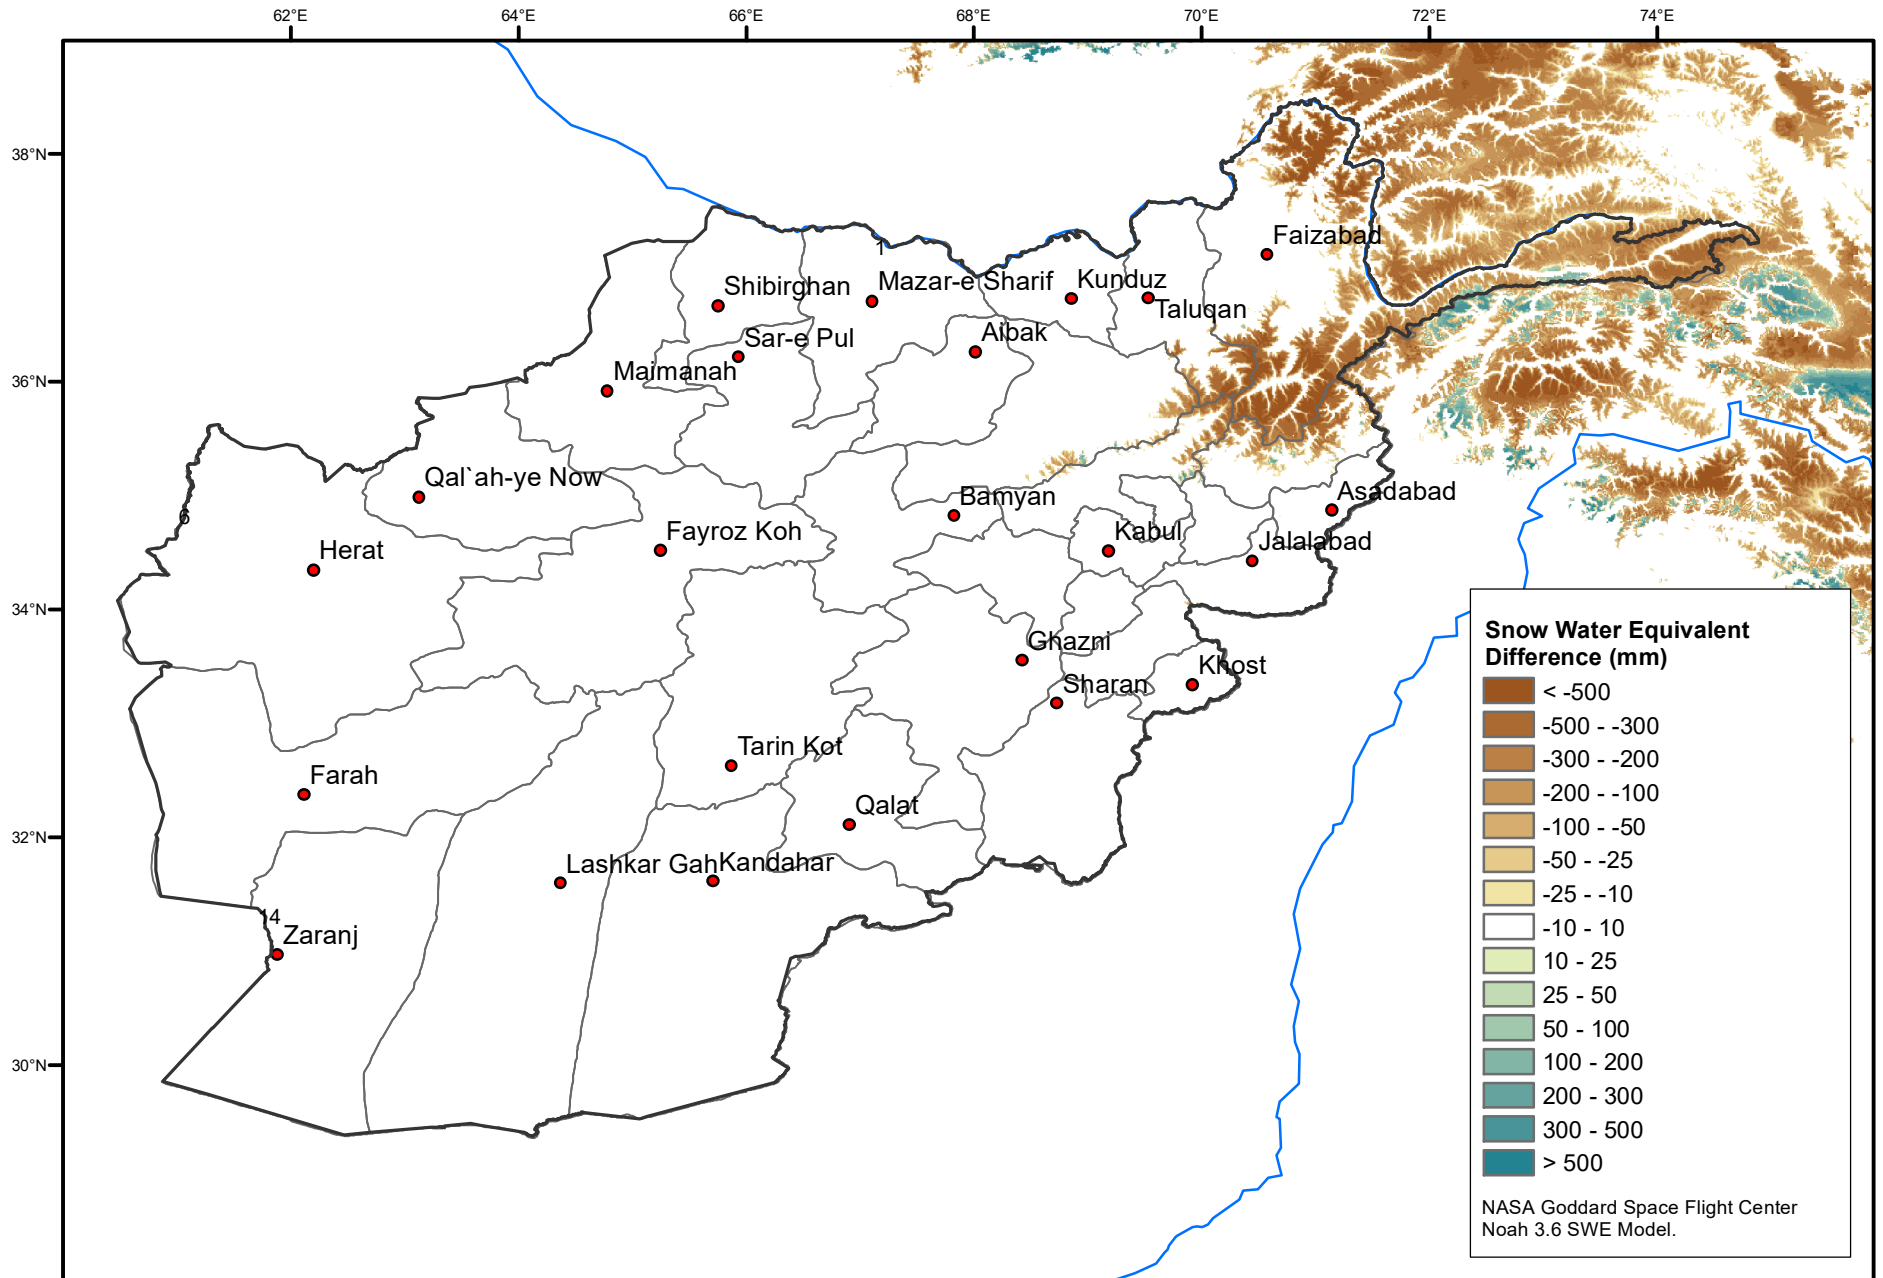 62°E
64°E
66°E
68°E
70°E
72°E
74°E
38°N
36°N
34°N
32°N
30°N
1
Faizabad
Shibirghan
Mazar-e Sharif
Kunduz
Taluqan
Sar-e Pul
Aibak
Maimanah
Qal`ah-ye Now
Bamyan
Asadabad
6
Herat
Fayroz Koh
Kabul
Jalalabad
Ghazni
Khost
Sharan
Tarin Kot
Farah
Qalat
Lashkar Gah
Kandahar
14
Zaranj
Snow Water Equivalent
Difference (mm)
< -500
-500 - -300
-300 - -200
-200 - -100
-100 - -50
-50 - -25
-25 - -10
-10 - 10
10 - 25
25 - 50
50 - 100
100 - 200
200 - 300
300 - 500
> 500
NASA Goddard Space Flight Center
Noah 3.6 SWE Model.